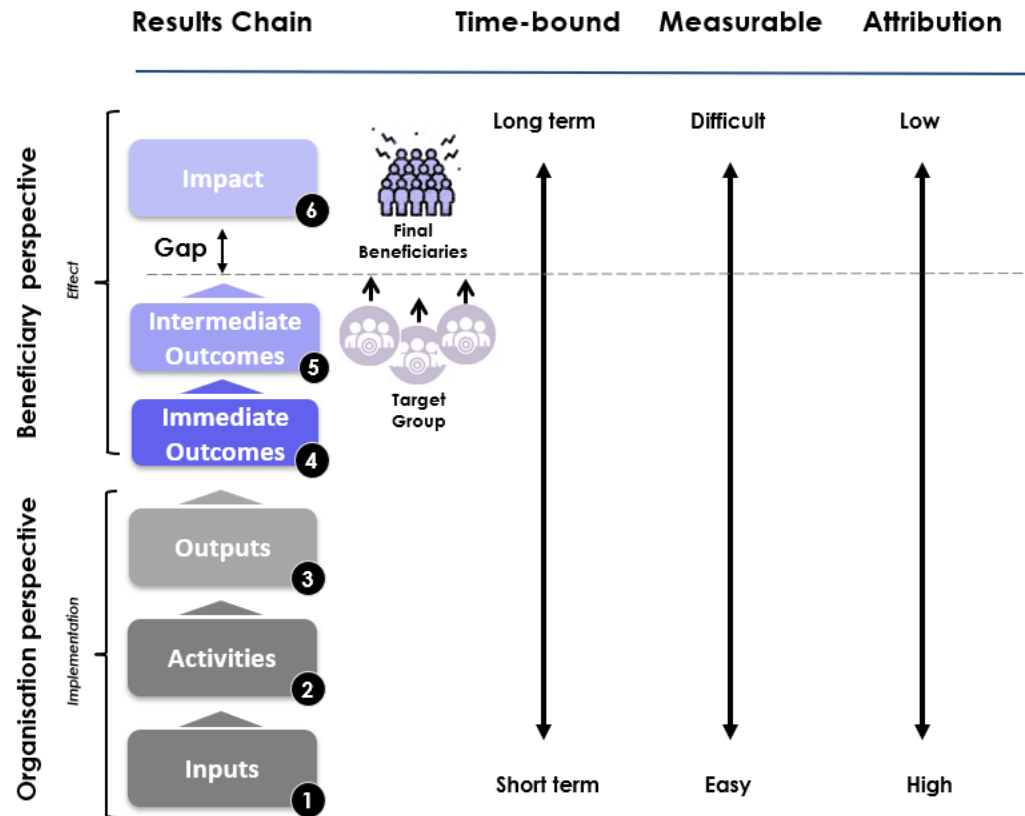 Results Chain
Time-bound
Measurable
Attribution
Long term
Difficult
Low
Beneficiary perspective
Effect
Impact
6
Final
Beneficiaries
Gap
Intermediate
Outcomes
5
Target
Group
Immediate
Outcomes
4
Organisation perspective
Implementation
Outputs
3
Activities
2
Inputs
1
Short term
Easy
High